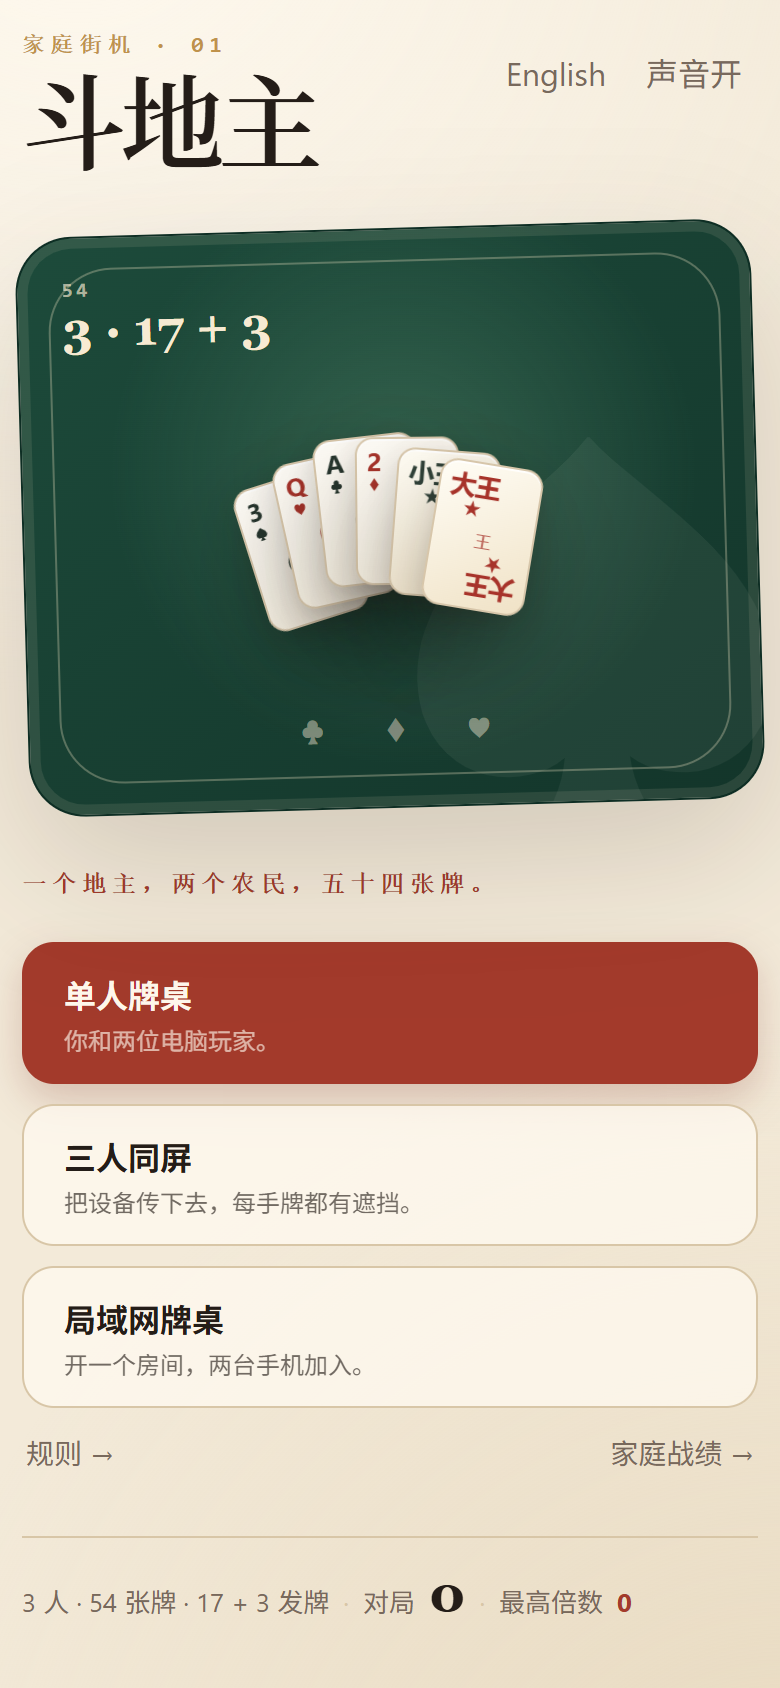 家庭街机 · 01
斗地主
English 声音开
54
3 · 17 + 3
3
Q
A
2
小王
大王
王
大王
一个地主，两个农民，五十四张牌。
单人牌桌
你和两位电脑玩家。
三人同屏
把设备传下去，每手牌都有遮挡。
局域网牌桌
开一个房间，两台手机加入。
规则 → 家庭战绩 →
3 人 · 54 张牌 · 17 + 3 发牌 · 对局 0 · 最高倍数 0